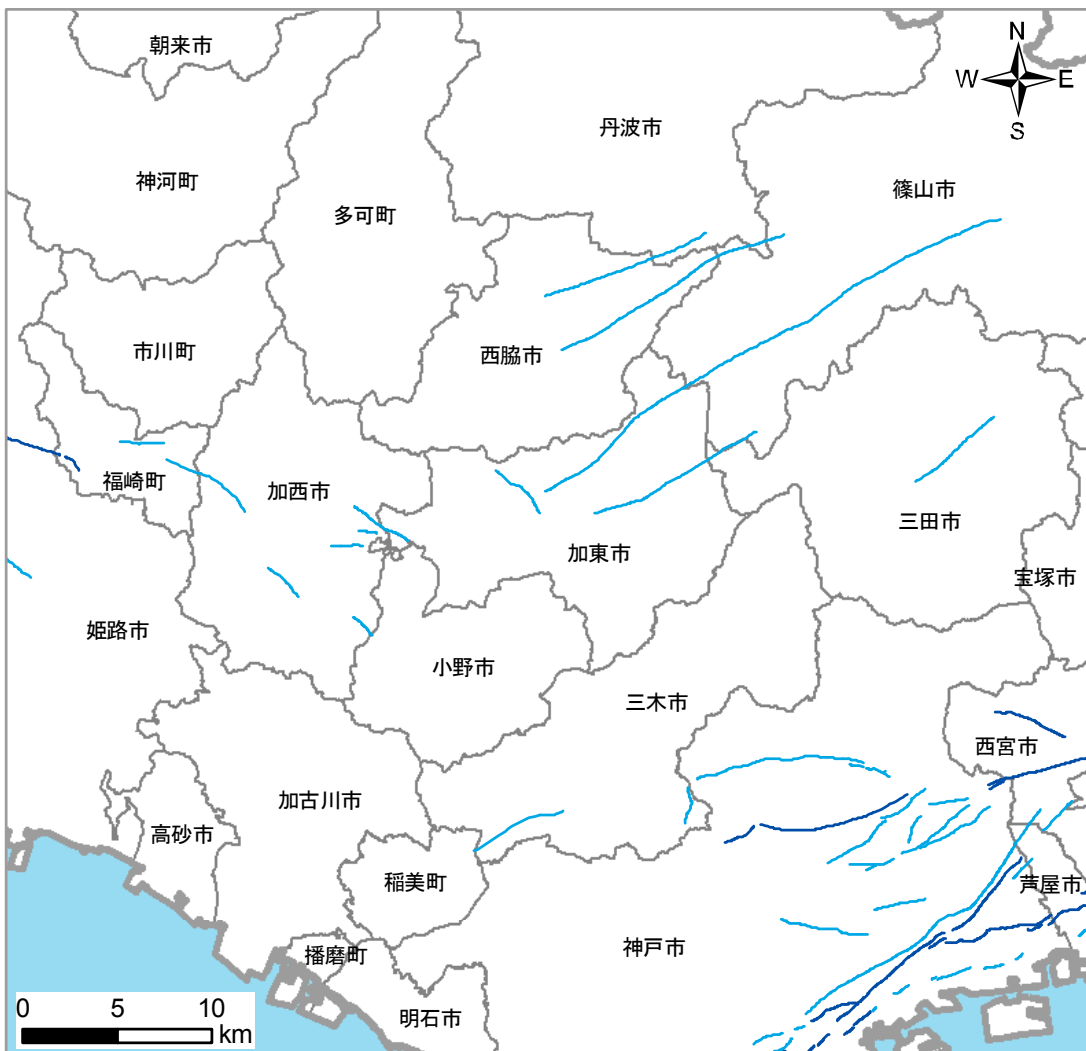 朝来市
N
W
E
S
丹波市
神河町
篠山市
多可町
市川町
西脇市
福崎町
加西市
三田市
加東市
宝塚市
姫路市
小野市
三木市
西宮市
加古川市
高砂市
稲美町
芦屋市
神戸市
播磨町
明石市
0 5 10
km